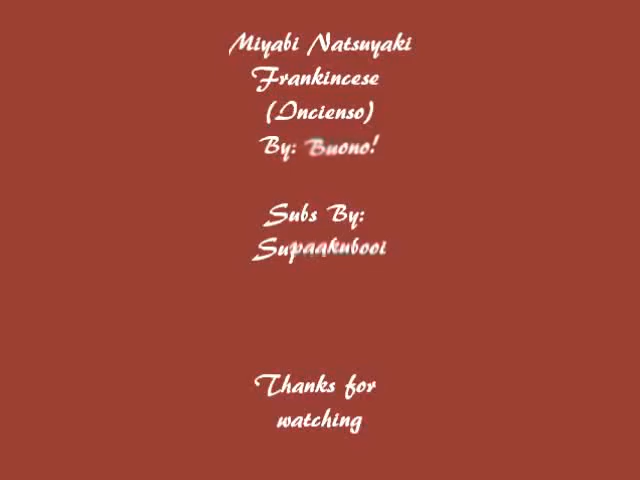 Miyabi Natsuyaki
Frankincese
(Incienso)
By: Buono!
Subs By:
Supaakubooi
Thanks for
watching